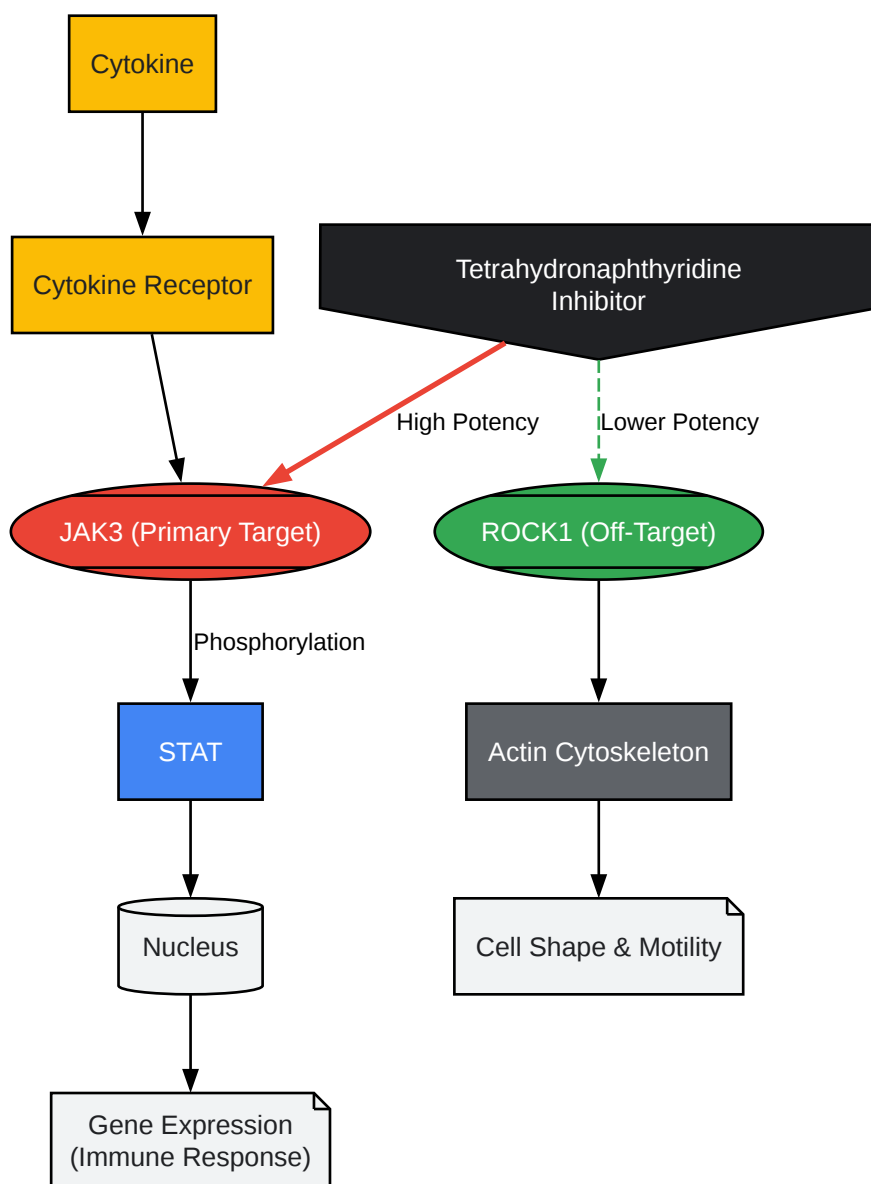 Cytokine
Cytokine Receptor
Tetrahydronaphthyridine
Inhibitor
High Potency
Lower Potency
JAK3 (Primary Target)
ROCK1 (Off-Target)
Phosphorylation
STAT
Actin Cytoskeleton
Nucleus
Cell Shape & Motility
Gene Expression
(Immune Response)